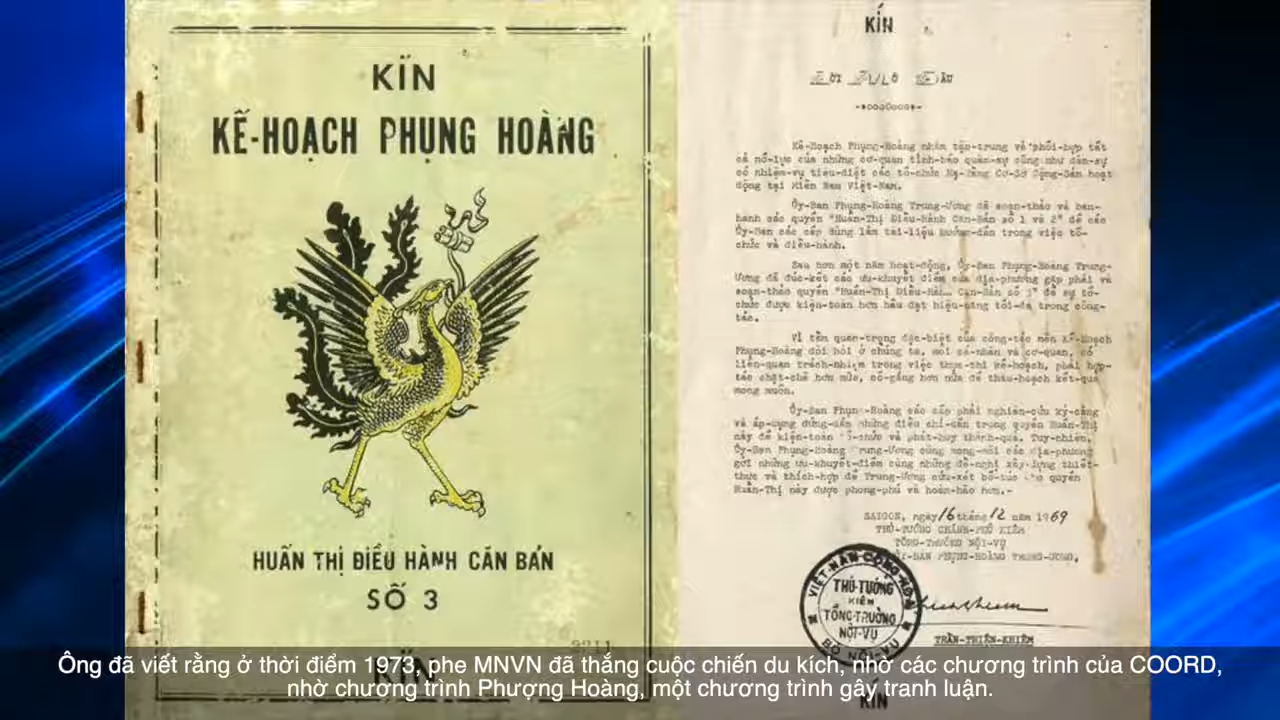 KÍN
KẾ-HOẠCH PHỤNG HOÀNG
HUẤN THỊ ĐIỀU HÀNH CĂN BẢN
SỐ 3
KÍN
KÍN
LỜI MỞ ĐẦU
Kế-Hoạch Phụng-Hoàng nhằm tập-trung và phối-hợp tất
cả nỗ-lực của những cơ-quan tình-báo quân-sự cũng như dân-sự
có nhiệm-vụ tiêu-diệt các tổ-chức Hạ-Tầng Cơ-Sở Cộng-Sản hoạt
động tại Miền Nam Việt-Nam.
Ủy-Ban Phụng-Hoàng Trung-Ương đã soạn-thảo và ban-
hành các quyển "Huấn-Thị Điều-Hành Căn-Bản số 1 và 2" để các
Ủy-Ban các cấp dùng làm tài-liệu hướng-dẫn trong việc tổ-
chức và điều-hành.
Sau hơn một năm hoạt-động, Ủy-Ban Phụng-Hoàng Trung-
Ương đã đúc-kết các ưu-khuyết điểm của địa-phương gặp phải và
soạn-thảo quyển "Huấn-Thị Điều-Hành Căn-Bản số 3" để sự tổ-
chức được kiện-toàn hơn hầu đạt hiệu-năng tối-đa trong công-
tác.
Vì tầm quan-trọng đặc-biệt của công-tác nên Kế-Hoạch
Phụng-Hoàng đòi hỏi ở chúng ta, mỗi cá-nhân và cơ-quan, có
liên-quan trách-nhiệm trong việc thực-thi kế-hoạch, phải hợp-
tác chặt-chẽ hơn nữa, cố-gắng hơn nữa để thâu-hoạch kết-quả
mong muốn.
Ủy-Ban Phụng-Hoàng các cấp phải nghiên-cứu kỹ-càng
và áp-dụng đứng-đắn những điều chỉ-dẫn trong quyển Huấn-Thị
này để kiện-toàn tổ-chức và phát-huy thành-quả. Tuy-nhiên,
Ủy-Ban Phụng-Hoàng Trung-Ương cũng mong-mỏi các địa-phương
gởi những ưu-khuyết-điểm cùng những đề-nghị xây-dựng thiết-
thực và thích-hợp để Trung-Ương cứu-xét bổ-túc cho quyển
Huấn-Thị này được phong-phú và hoàn-hảo hơn.-
SAIGON, ngày 16 tháng 12 năm 1969
THỦ-TƯỚNG CHÁNH-PHỦ KIÊM
TỔNG-TRƯỞNG NỘI-VỤ
ỦY-BAN PHỤNG-HOÀNG TRUNG-ƯƠNG,
VIỆT-NAM CỘNG-HÒA
THỦ-TƯỚNG
KIÊM
TỔNG-TRƯỞNG
NỘI-VỤ
BỘ NỘI-VỤ
TRẦN-THIỆN-KHIÊM
KÍN
Ông đã viết rằng ở thời điểm 1973, phe MNVN đã thắng cuộc chiến du kích, nhờ các chương trình của COORD,
nhờ chương trình Phượng Hoàng, một chương trình gây tranh luận.